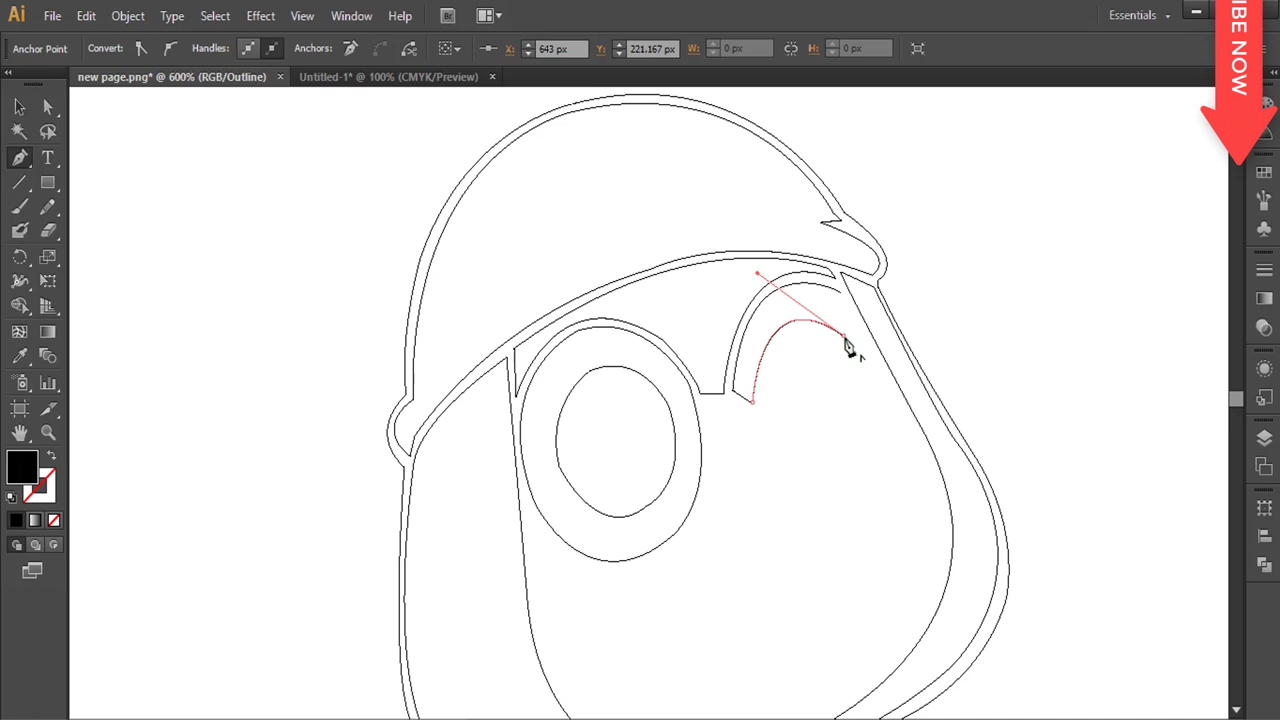 Ai File Edit Object Type Select Effect View Window Help Br Essentials
Anchor Point Convert: Handles: Anchors: X: 643 px Y: 221.167 px W: 0 px H: 0 px
new page.png* @ 600% (RGB/Outline) × Untitled-1* @ 100% (CMYK/Preview) ×
IBE NOW